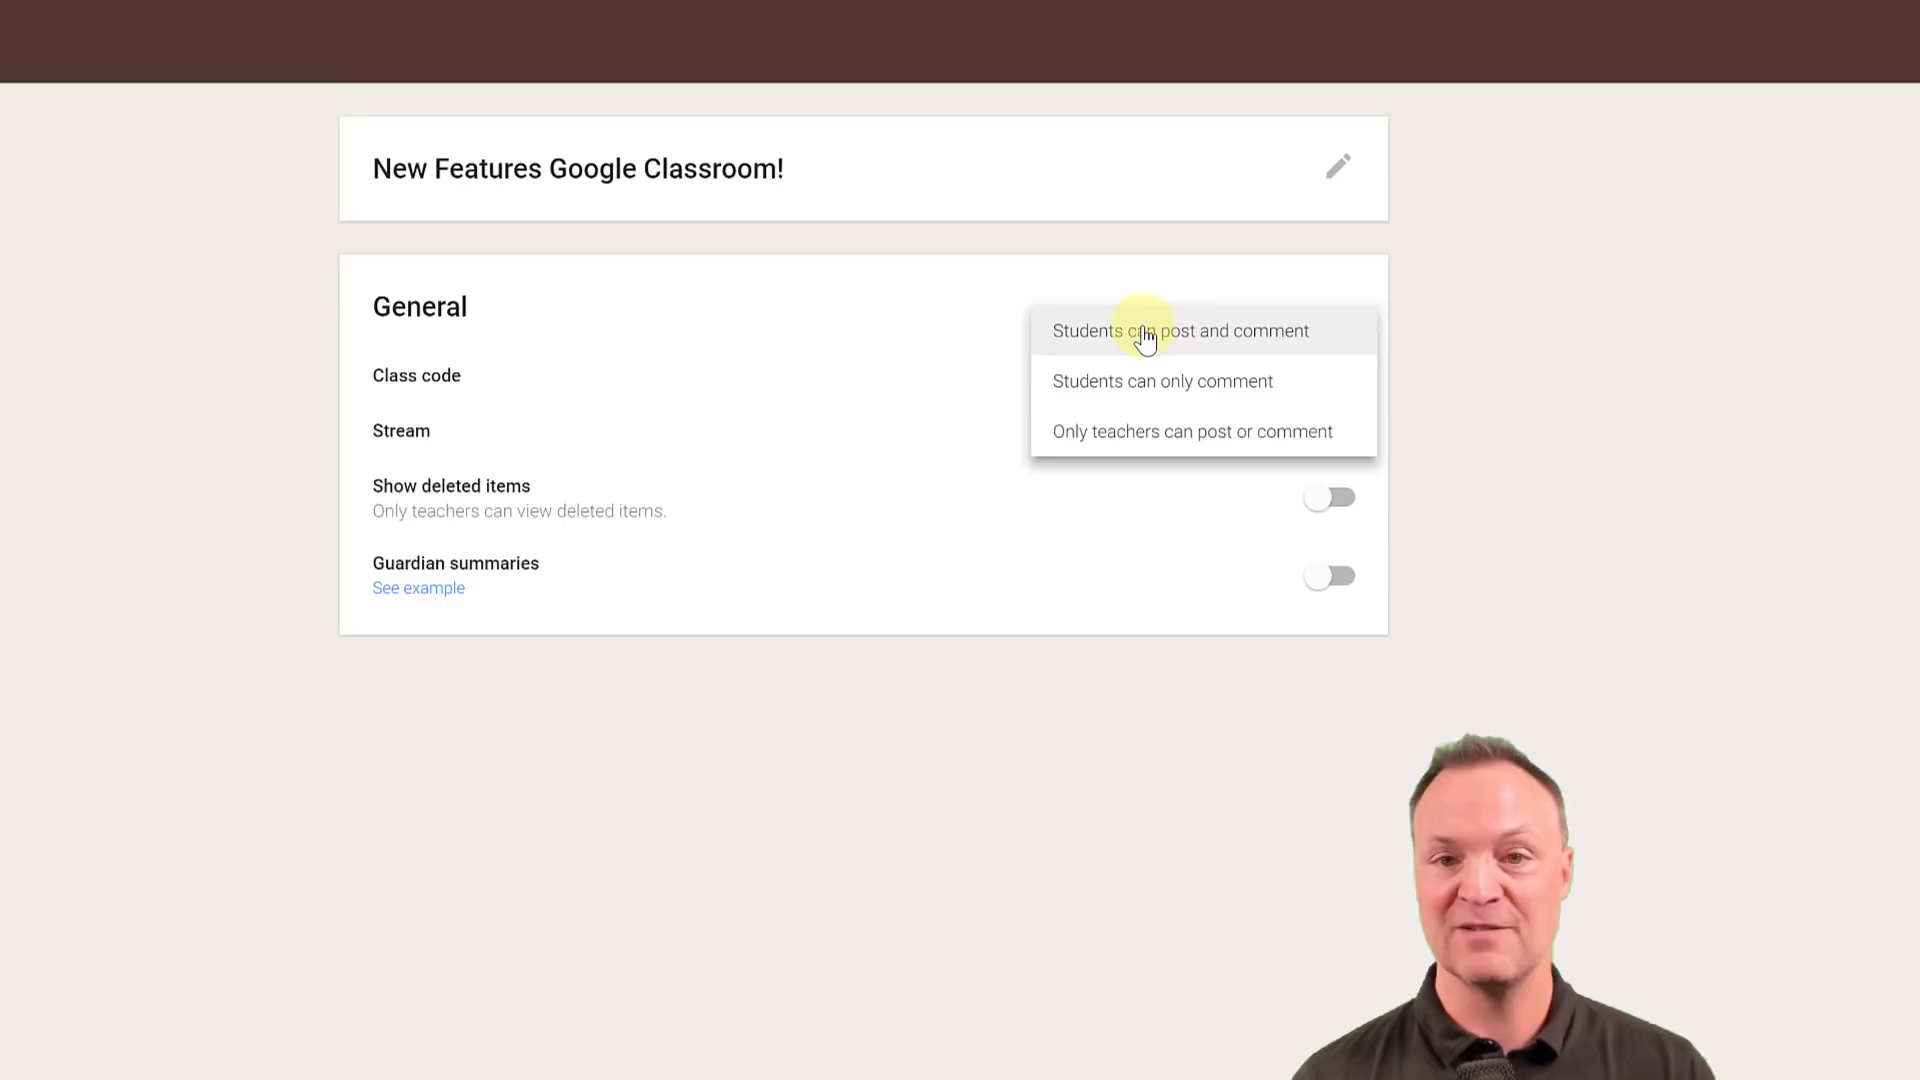 New Features Google Classroom!
General
Students can post and comment
Class code
Students can only comment
Stream
Only teachers can post or comment
Show deleted items
Only teachers can view deleted items.
Guardian summaries
See example